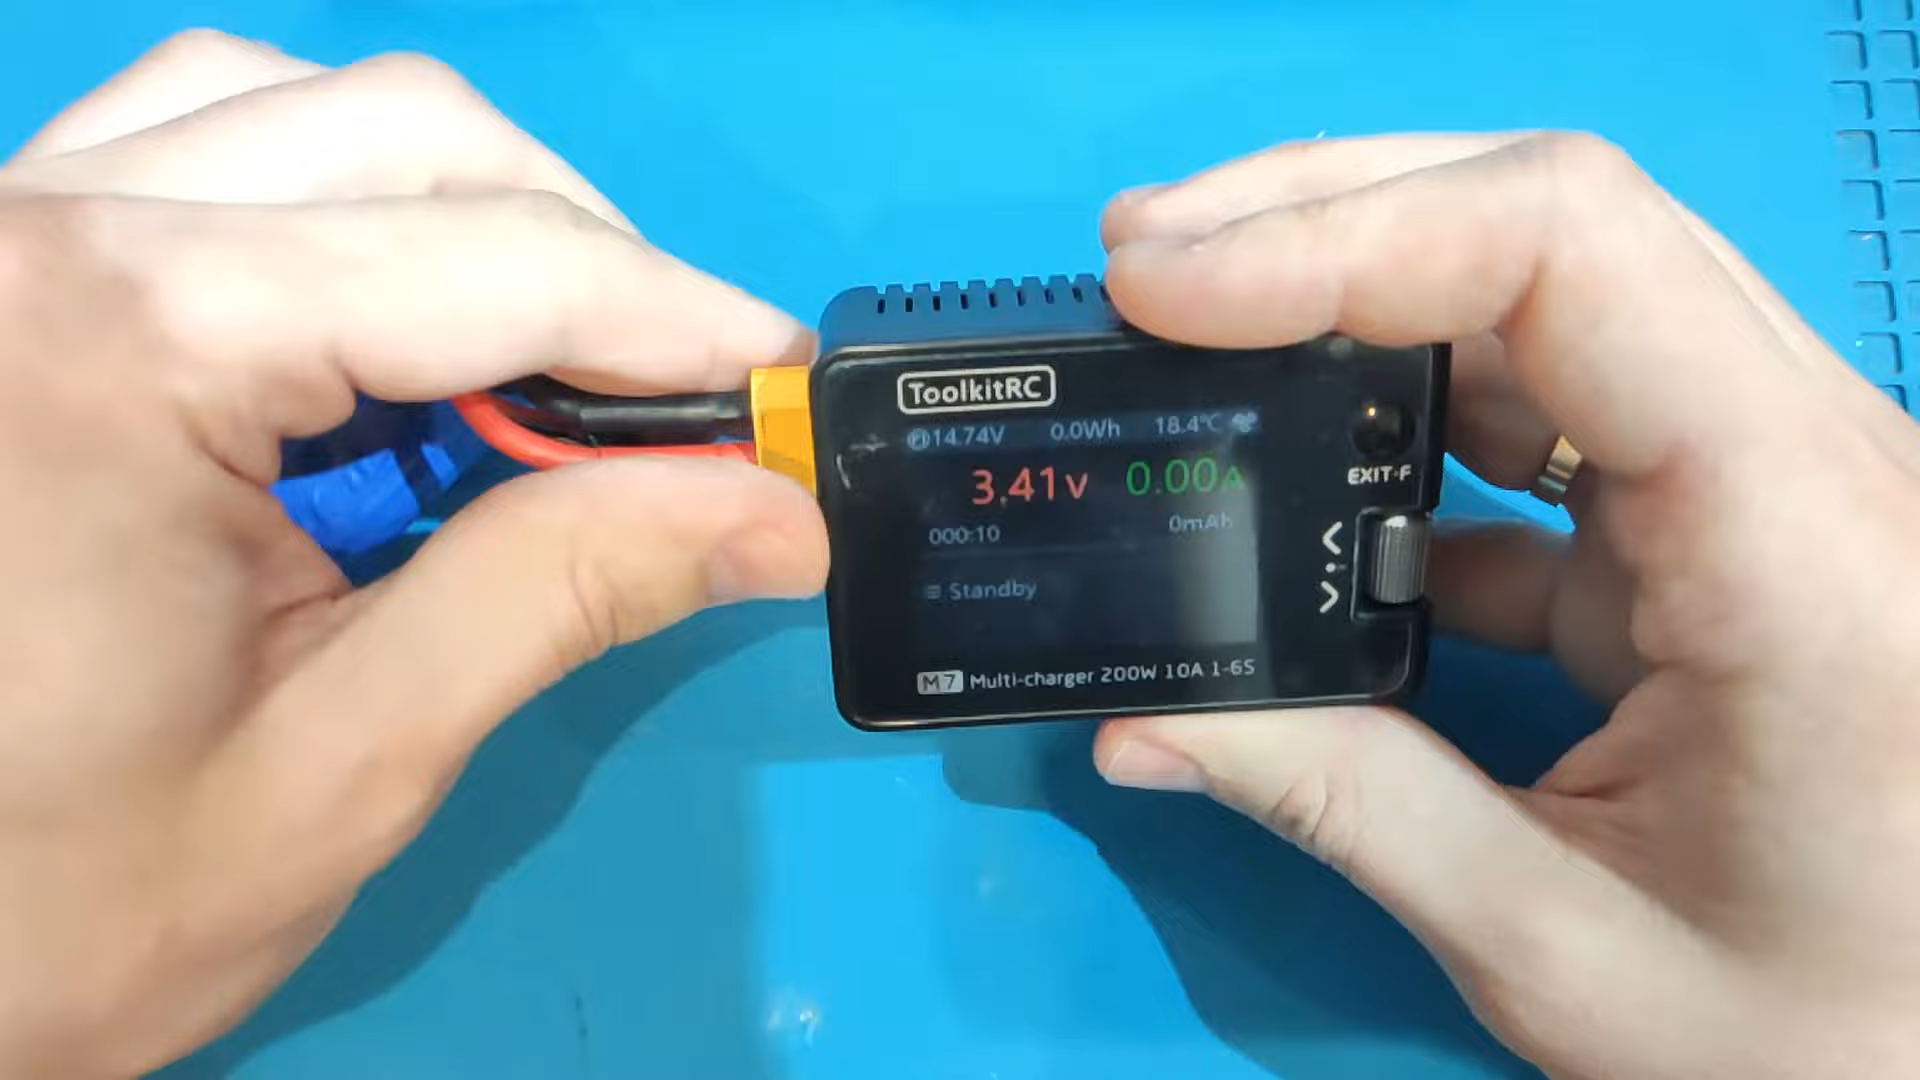 ToolkitRC
14.74V 0.0Wh 18.4°C
3.41V 0.00A
000:10 0mAh
Standby
EXIT·F
M7 Multi-charger 200W 10A 1-6S